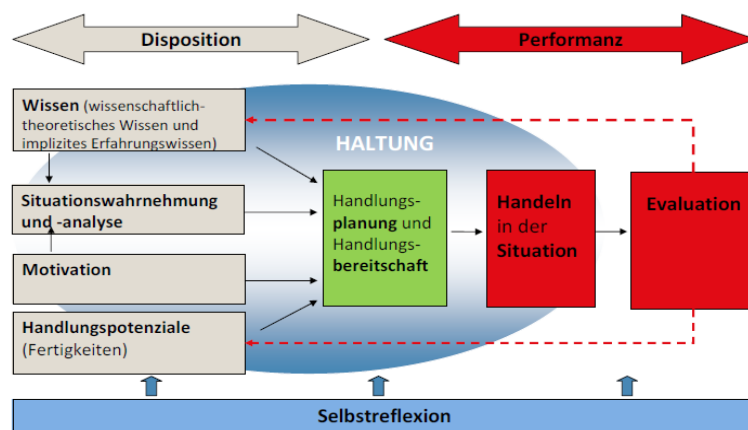 Disposition
Performanz
Wissen (wissenschaftlich-
theoretisches Wissen und
implizites Erfahrungswissen)
HALTUNG
Situationswahrnehmung
und -analyse
Motivation
Handlungspotenziale
(Fertigkeiten)
Handlungs-
planung und
Handlungs-
bereitschaft
Handeln
in der
Situation
Evaluation
Selbstreflexion